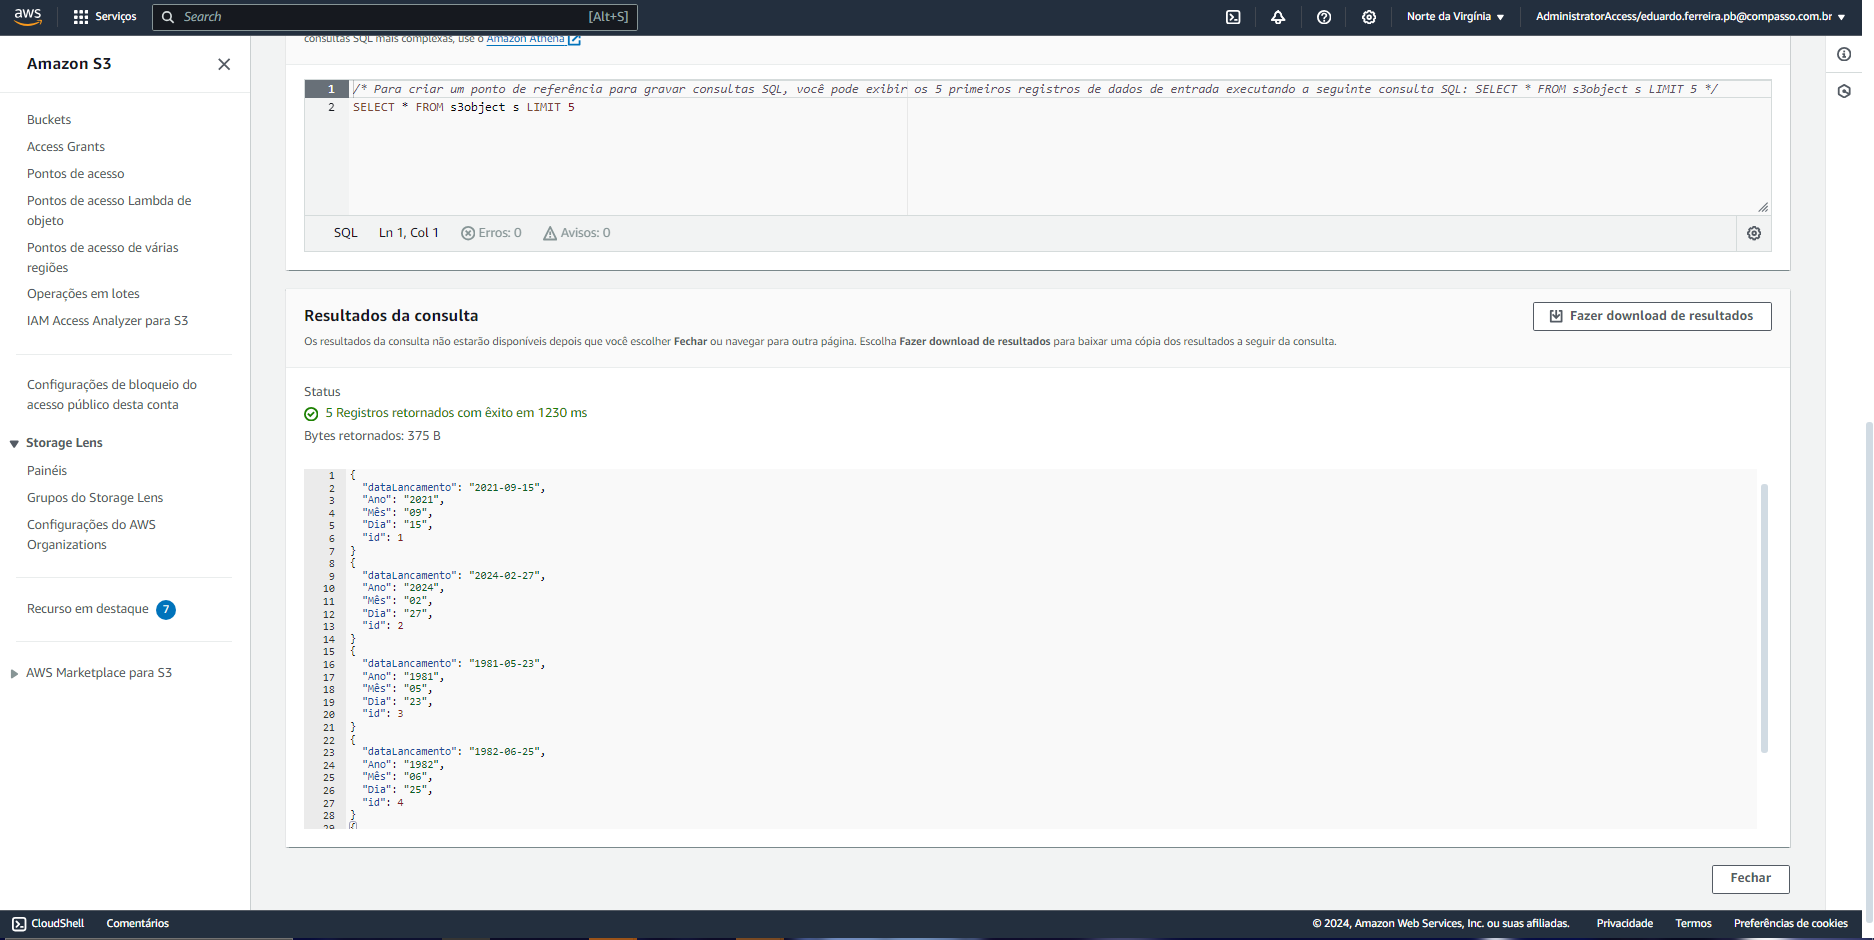 aws
Serviços
Search
[Alt+S]
Norte da Virgínia
AdministratorAccess/eduardo.ferreira.pb@compasso.com.br
Amazon S3
Buckets
Access Grants
Pontos de acesso
Pontos de acesso Lambda de
objeto
Pontos de acesso de várias
regiões
Operações em lotes
IAM Access Analyzer para S3
Configurações de bloqueio do
acesso público desta conta
Storage Lens
Painéis
Grupos do Storage Lens
Configurações do AWS
Organizations
Recurso em destaque 7
AWS Marketplace para S3
consultas SQL mais complexas, use o Amazon Athena
1 /* Para criar um ponto de referência para gravar consultas SQL, você pode exibir os 5 primeiros registros de dados de entrada executando a seguinte consulta SQL: SELECT * FROM s3object s LIMIT 5 */
2 SELECT * FROM s3object s LIMIT 5
SQL Ln 1, Col 1 Erros: 0 Avisos: 0
Resultados da consulta
Fazer download de resultados
Os resultados da consulta não estarão disponíveis depois que você escolher Fechar ou navegar para outra página. Escolha Fazer download de resultados para baixar uma cópia dos resultados a seguir da consulta.
Status
5 Registros retornados com êxito em 1230 ms
Bytes retornados: 375 B
1 {
2 "dataLancamento": "2021-09-15",
3 "Ano": "2021",
4 "Mês": "09",
5 "Dia": "15",
6 "id": 1
7 }
8 {
9 "dataLancamento": "2024-02-27",
10 "Ano": "2024",
11 "Mês": "02",
12 "Dia": "27",
13 "id": 2
14 }
15 {
16 "dataLancamento": "1981-05-23",
17 "Ano": "1981",
18 "Mês": "05",
19 "Dia": "23",
20 "id": 3
21 }
22 {
23 "dataLancamento": "1982-06-25",
24 "Ano": "1982",
25 "Mês": "06",
26 "Dia": "25",
27 "id": 4
28 }
29 {
Fechar
CloudShell Comentários
© 2024, Amazon Web Services, Inc. ou suas afiliadas. Privacidade Termos Preferências de cookies